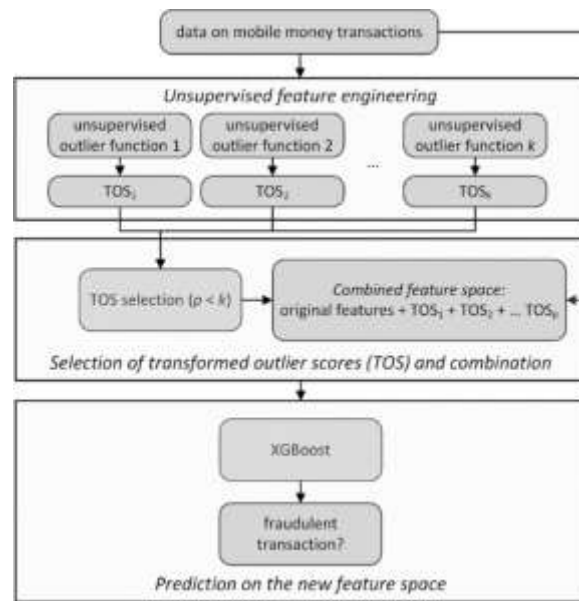 data on mobile money transactions
Unsupervised feature engineering
unsupervised
outlier function 1
unsupervised
outlier function 2
...
unsupervised
outlier function k
TOS₁
TOS₂
TOSₖ
TOS selection (p < k)
Combined feature space:
original features + TOS₁ + TOS₂ + ... TOSₚ
Selection of transformed outlier scores (TOS) and combination
XGBoost
fraudulent
transaction?
Prediction on the new feature space